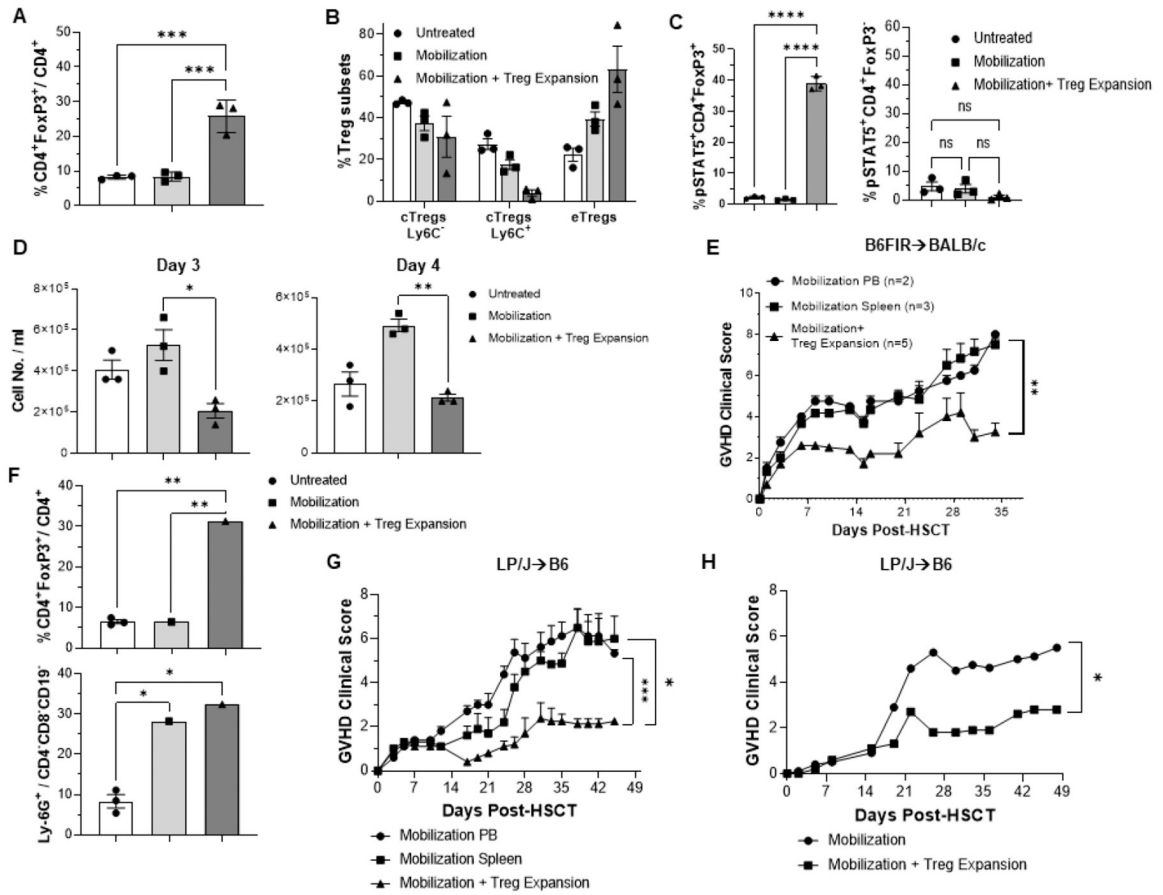 A
% CD4+FoxP3+/ CD4+
50
40
30
20
10
0
***
***
B
% Treg subsets
80
60
40
20
0
Untreated
Mobilization
Mobilization + Treg Expansion
cTregs
Ly6C-
cTregs
Ly6C+
eTregs
C
% pSTAT5+CD4+FoxP3+
60
50
40
30
20
10
0
****
****
% pSTAT5+CD4+FoxP3-
60
50
40
30
20
10
0
Untreated
Mobilization
Mobilization+ Treg Expansion
ns
ns
ns
D
Day 3
Cell No. / ml
8×10⁵
6×10⁵
4×10⁵
2×10⁵
0
*
Day 4
6×10⁵
4×10⁵
2×10⁵
0
**
Untreated
Mobilization
Mobilization + Treg Expansion
E
B6FIR→BALB/c
Mobilization PB (n=2)
Mobilization Spleen (n=3)
Mobilization+
Treg Expansion (n=5)
GVHD Clinical Score
10
8
6
4
2
0
**
0 7 14 21 28 35
Days Post-HSCT
F
% CD4+FoxP3+/ CD4+
40
30
20
10
0
**
**
Untreated
Mobilization
Mobilization + Treg Expansion
Ly-6G+ / CD4-CD8-CD19-
40
30
20
10
0
*
*
G
LP/J→B6
GVHD Clinical Score
8
6
4
2
0
***
*
0 7 14 21 28 35 42 49
Days Post-HSCT
Mobilization PB
Mobilization Spleen
Mobilization + Treg Expansion
H
LP/J→B6
GVHD Clinical Score
8
6
4
2
0
*
0 7 14 21 28 35 42 49
Days Post-HSCT
Mobilization
Mobilization + Treg Expansion